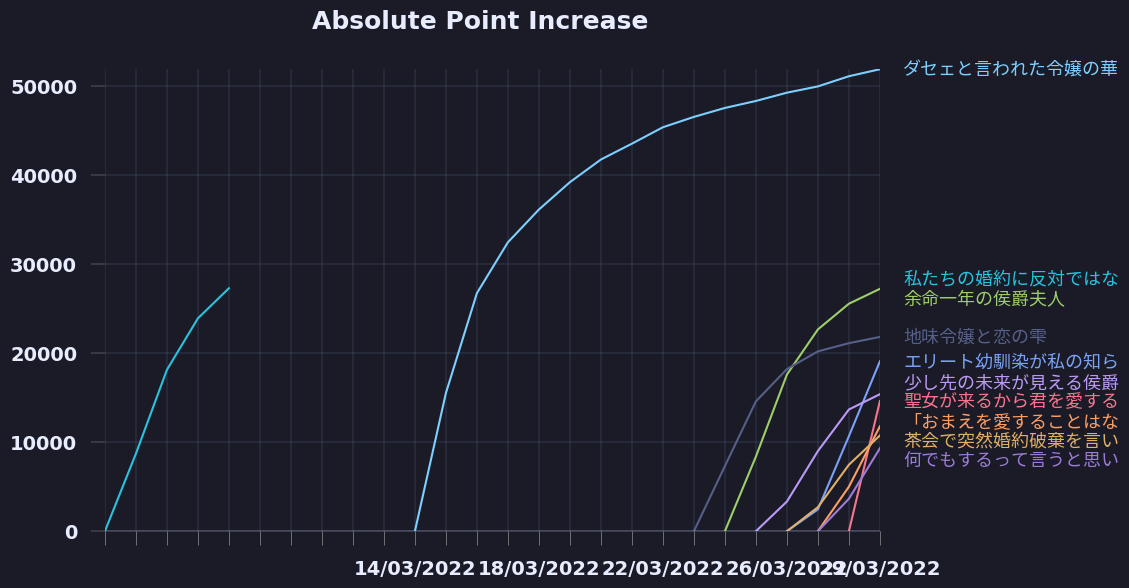 Absolute Point Increase
50000
40000
30000
20000
10000
0
14/03/2022
18/03/2022
22/03/2022
26/03/2022
29/03/2022
ダセェと言われた令嬢の華
私たちの婚約に反対ではな
余命一年の侯爵夫人
地味令嬢と恋の雫
エリート幼馴染が私の知ら
少し先の未来が見える侯爵
聖女が来るから君を愛する
「おまえを愛することはな
茶会で突然婚約破棄を言い
何でもするって言うと思い